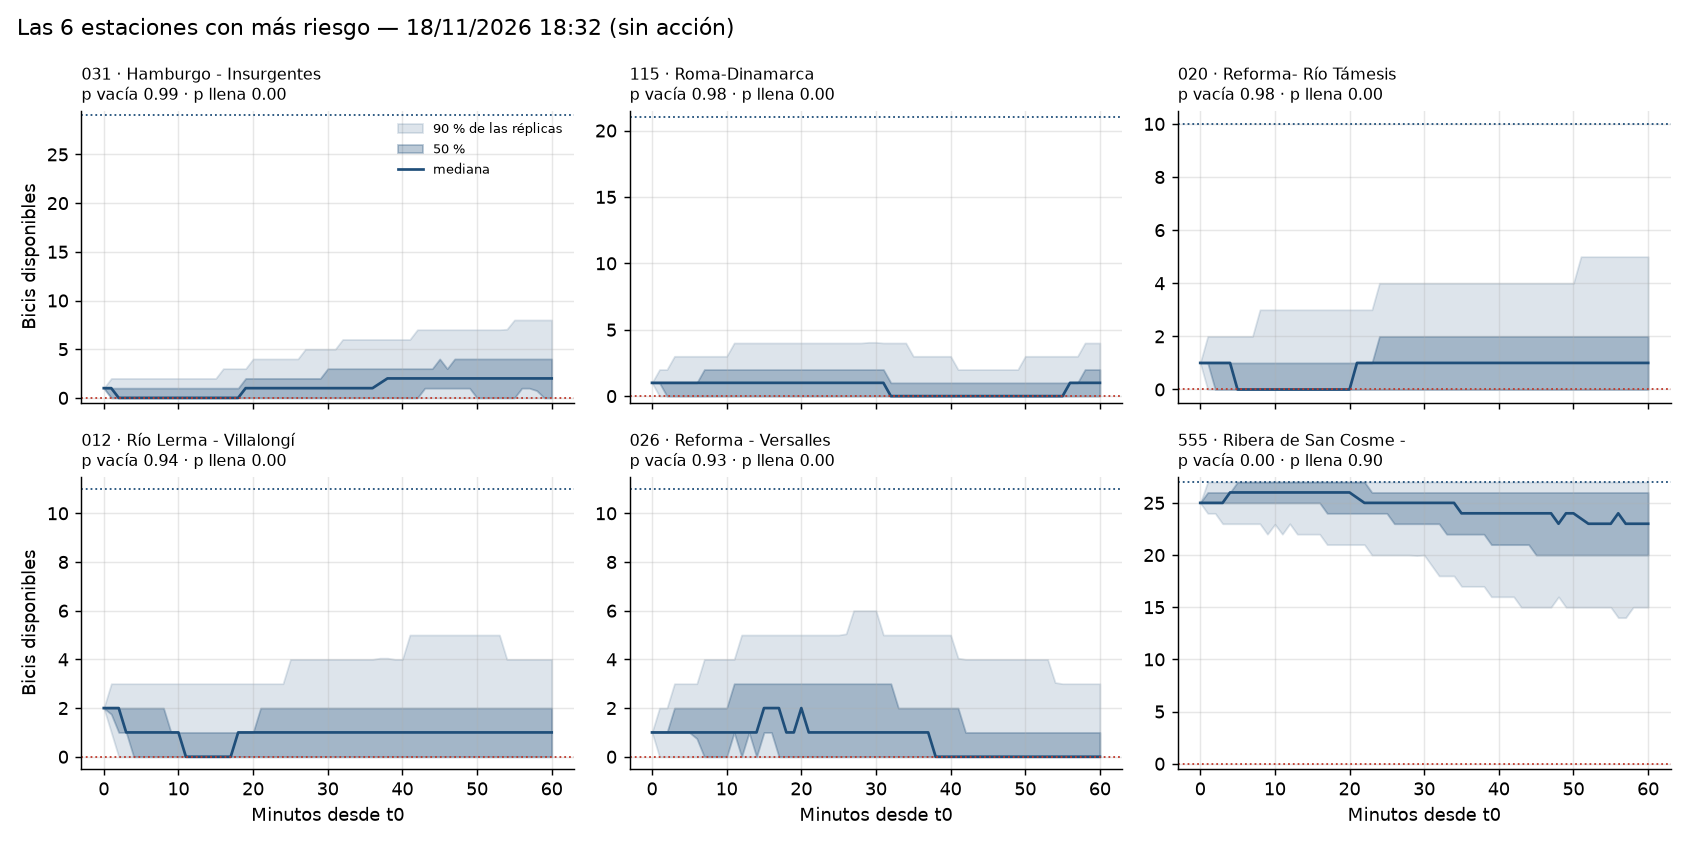 Las 6 estaciones con más riesgo — 18/11/2026 18:32 (sin acción)
031 · Hamburgo - Insurgentes
p vacía 0.99 · p llena 0.00
90 % de las réplicas
50 %
mediana
25
20
15
10
5
0
Bicis disponibles
115 · Roma-Dinamarca
p vacía 0.98 · p llena 0.00
20
15
10
5
0
020 · Reforma- Río Támesis
p vacía 0.98 · p llena 0.00
10
8
6
4
2
0
012 · Río Lerma - Villalongí
p vacía 0.94 · p llena 0.00
10
8
6
4
2
0
Bicis disponibles
0 10 20 30 40 50 60
Minutos desde t0
026 · Reforma - Versalles
p vacía 0.93 · p llena 0.00
10
8
6
4
2
0
0 10 20 30 40 50 60
Minutos desde t0
555 · Ribera de San Cosme -
p vacía 0.00 · p llena 0.90
25
20
15
10
5
0
0 10 20 30 40 50 60
Minutos desde t0